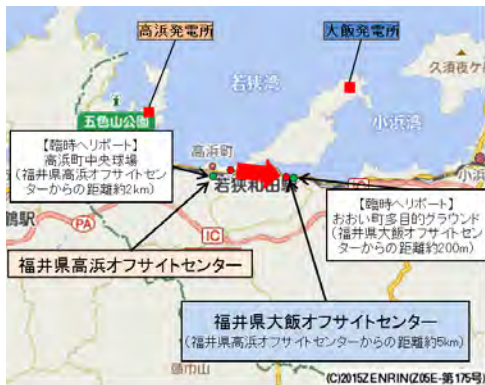 高浜発電所
大飯発電所
若狭湾
久須夜ケ
五色山公園
小浜湾
【臨時ヘリポート】
高浜町中央球場
(福井県高浜オフサイトセン
ターからの距離約2km)
高浜町
若狭和田駅
小浜
【臨時ヘリポート】
おおい町多目的グラウンド
(福井県大飯オフサイトセン
ターからの距離約200m)
鶴駅
PA
IC
IC
福井県高浜オフサイトセンター
福井県大飯オフサイトセンター
(福井県高浜オフサイトセンターからの距離約5km)
頭巾山
(C)2015ZENRIN(Z05E-第175号)